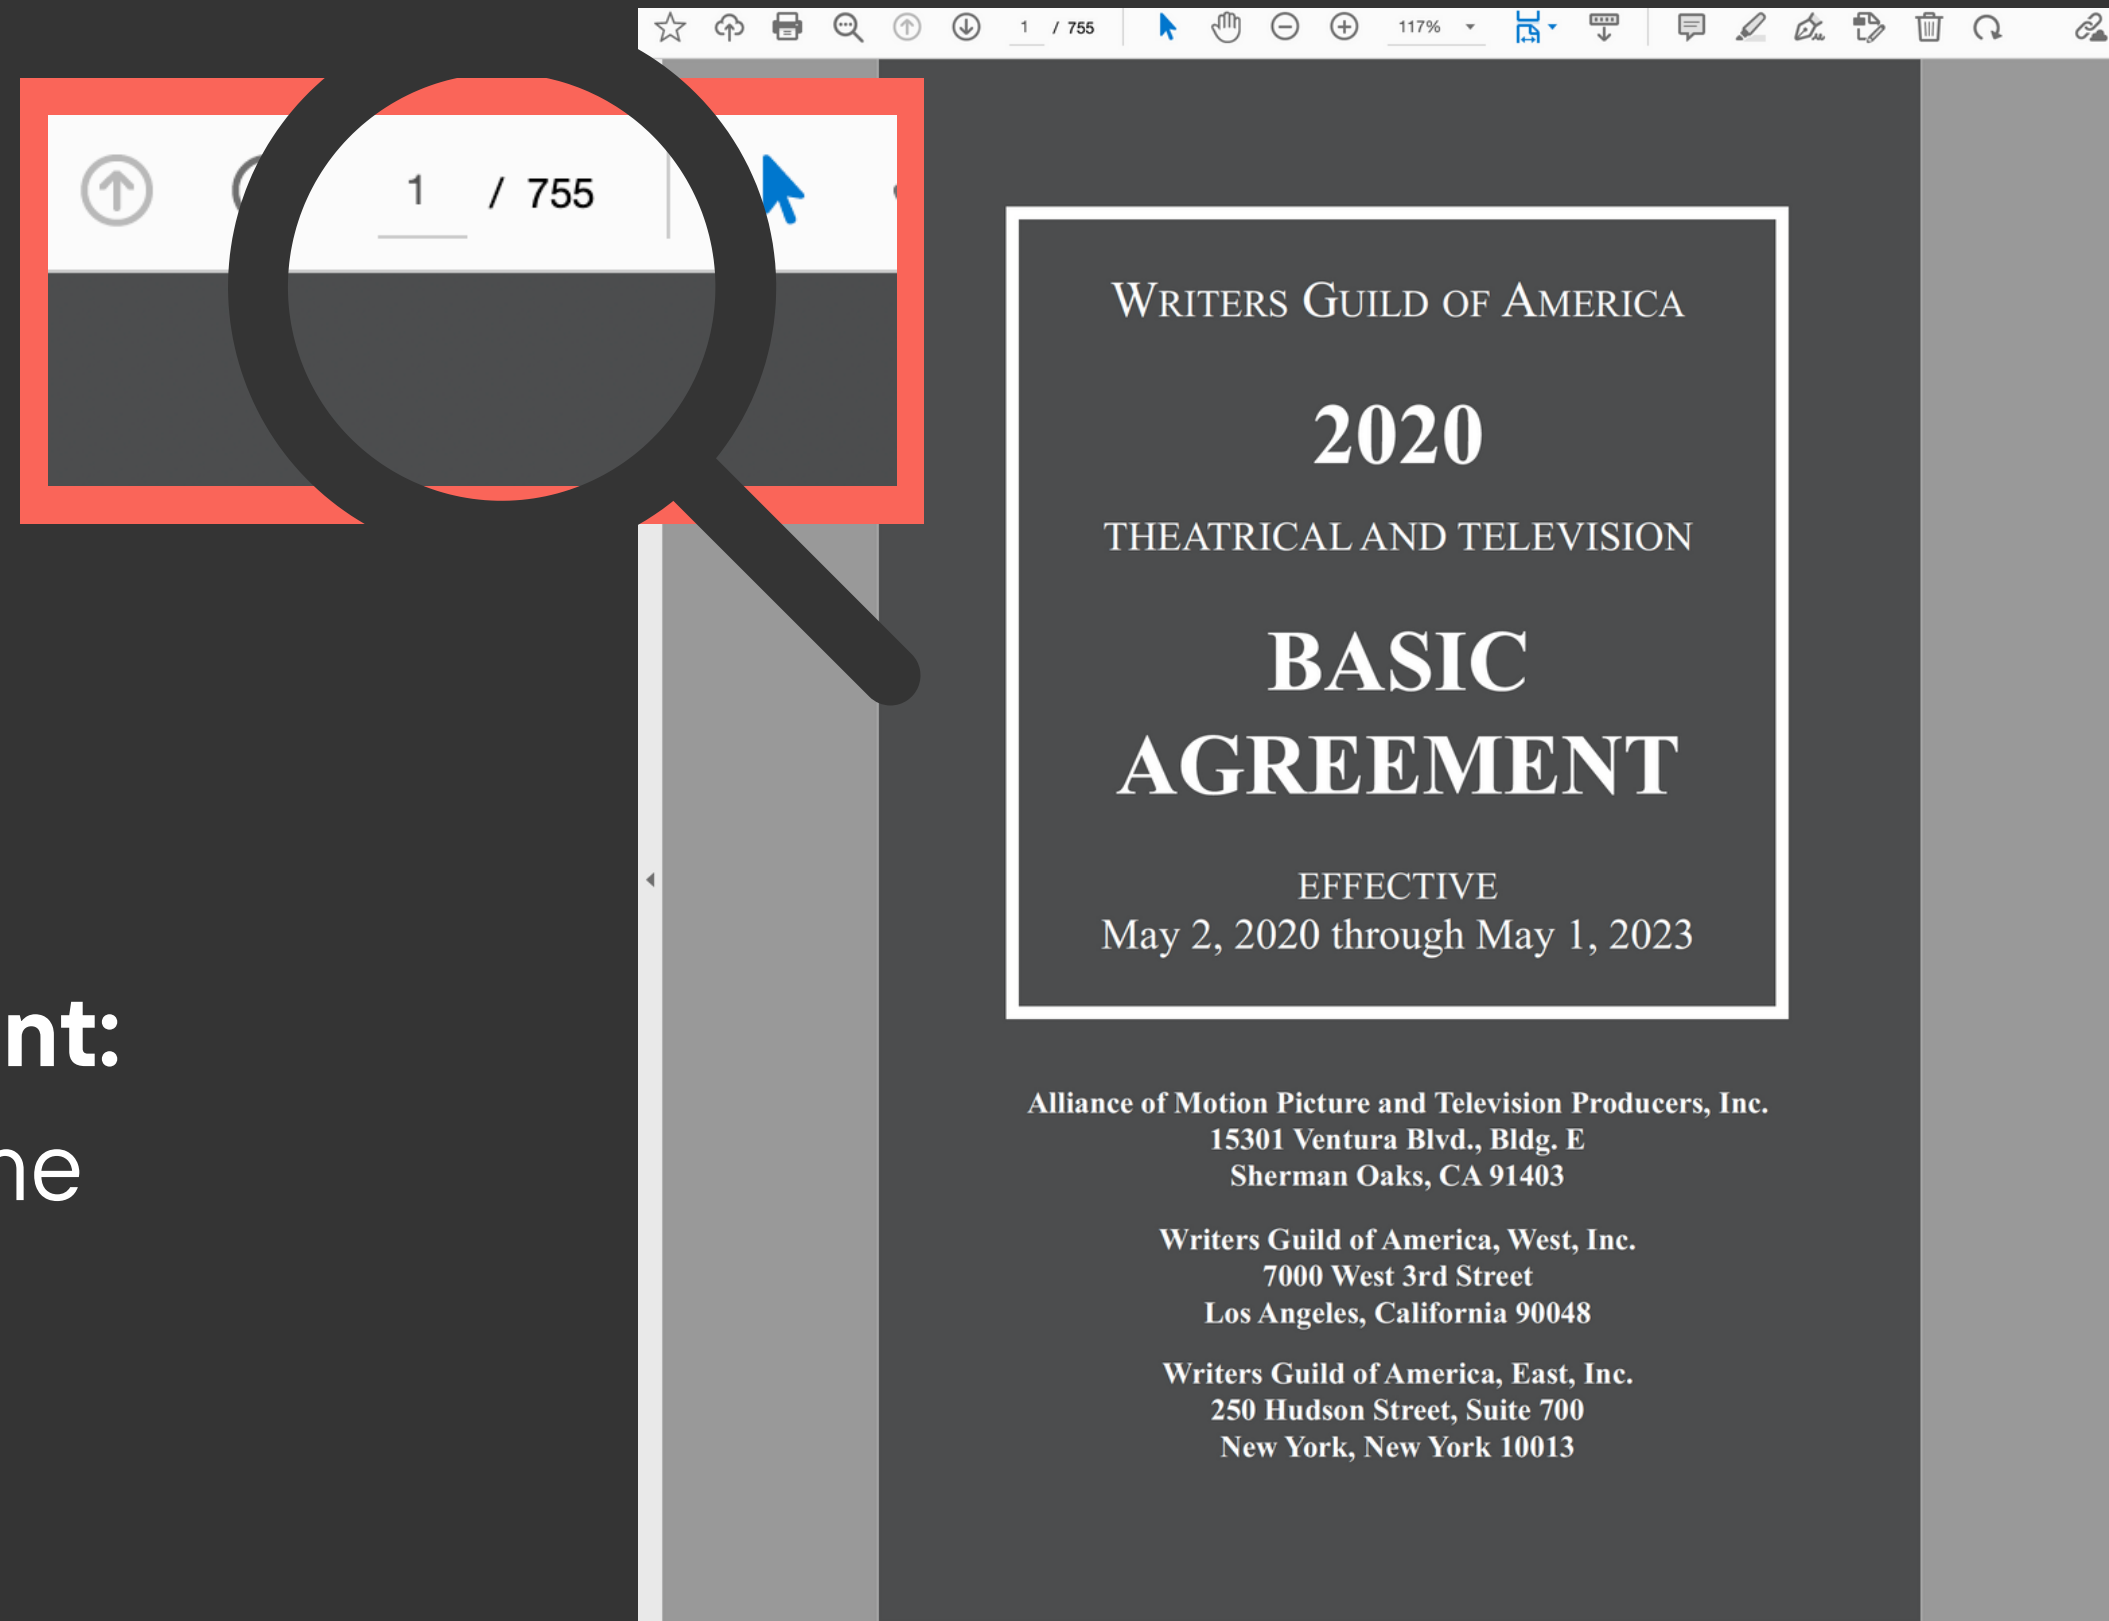 1 / 755 117%
1 / 755
WRITERS GUILD OF AMERICA
2020
THEATRICAL AND TELEVISION
BASIC
AGREEMENT
EFFECTIVE
May 2, 2020 through May 1, 2023
Alliance of Motion Picture and Television Producers, Inc.
15301 Ventura Blvd., Bldg. E
Sherman Oaks, CA 91403
Writers Guild of America, West, Inc.
7000 West 3rd Street
Los Angeles, California 90048
Writers Guild of America, East, Inc.
250 Hudson Street, Suite 700
New York, New York 10013
nt:
ne